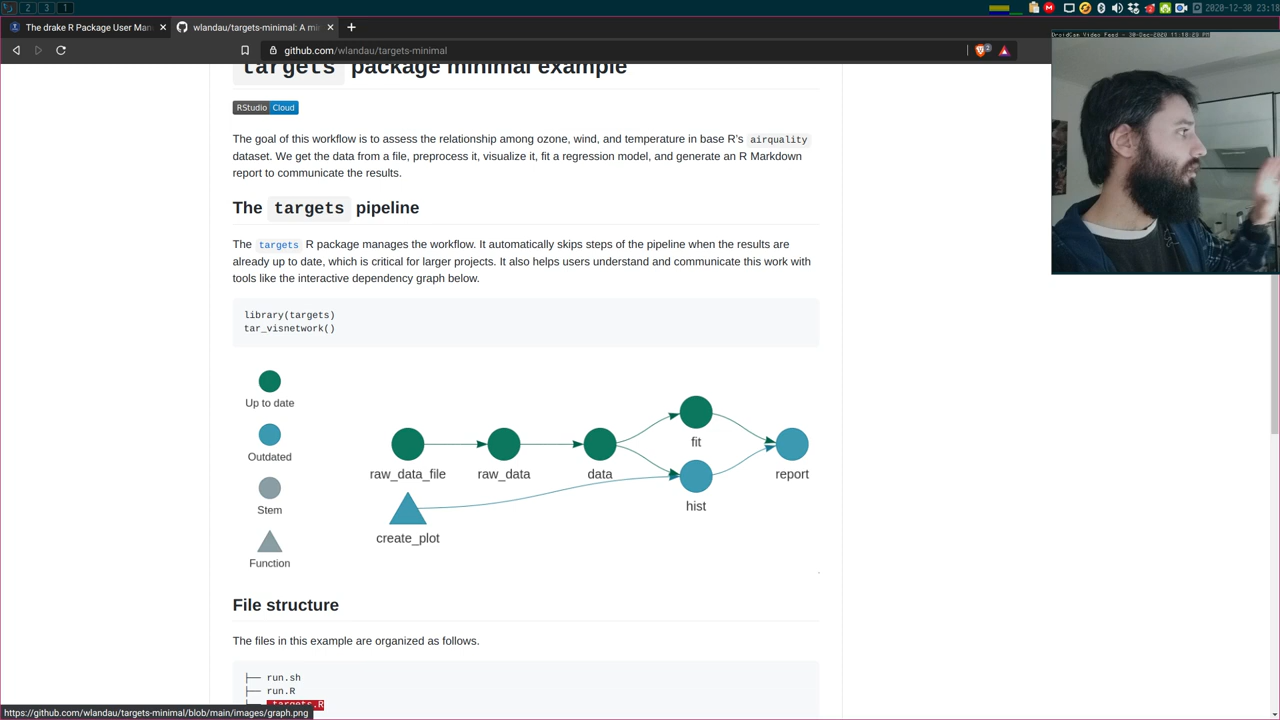 2
3
1
2020-12-30 23:18
The drake R Package User Man
wlandau/targets-minimal: A mi
github.com/wlandau/targets-minimal
targets package minimal example
RStudio Cloud
The goal of this workflow is to assess the relationship among ozone, wind, and temperature in base R's airquality
dataset. We get the data from a file, preprocess it, visualize it, fit a regression model, and generate an R Markdown
report to communicate the results.
The targets pipeline
The targets R package manages the workflow. It automatically skips steps of the pipeline when the results are
already up to date, which is critical for larger projects. It also helps users understand and communicate this work with
tools like the interactive dependency graph below.
library(targets)
tar_visnetwork()
Up to date
Outdated
Stem
Function
raw_data_file
raw_data
data
fit
hist
report
create_plot
File structure
The files in this example are organized as follows.
├── run.sh
├── run.R
├── _targets.R
https://github.com/wlandau/targets-minimal/blob/main/images/graph.png